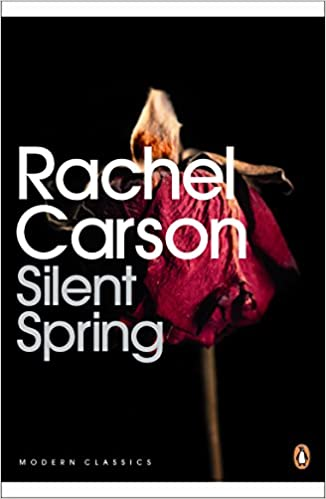 Rachel
Carson
Silent
Spring
MODERN CLASSICS